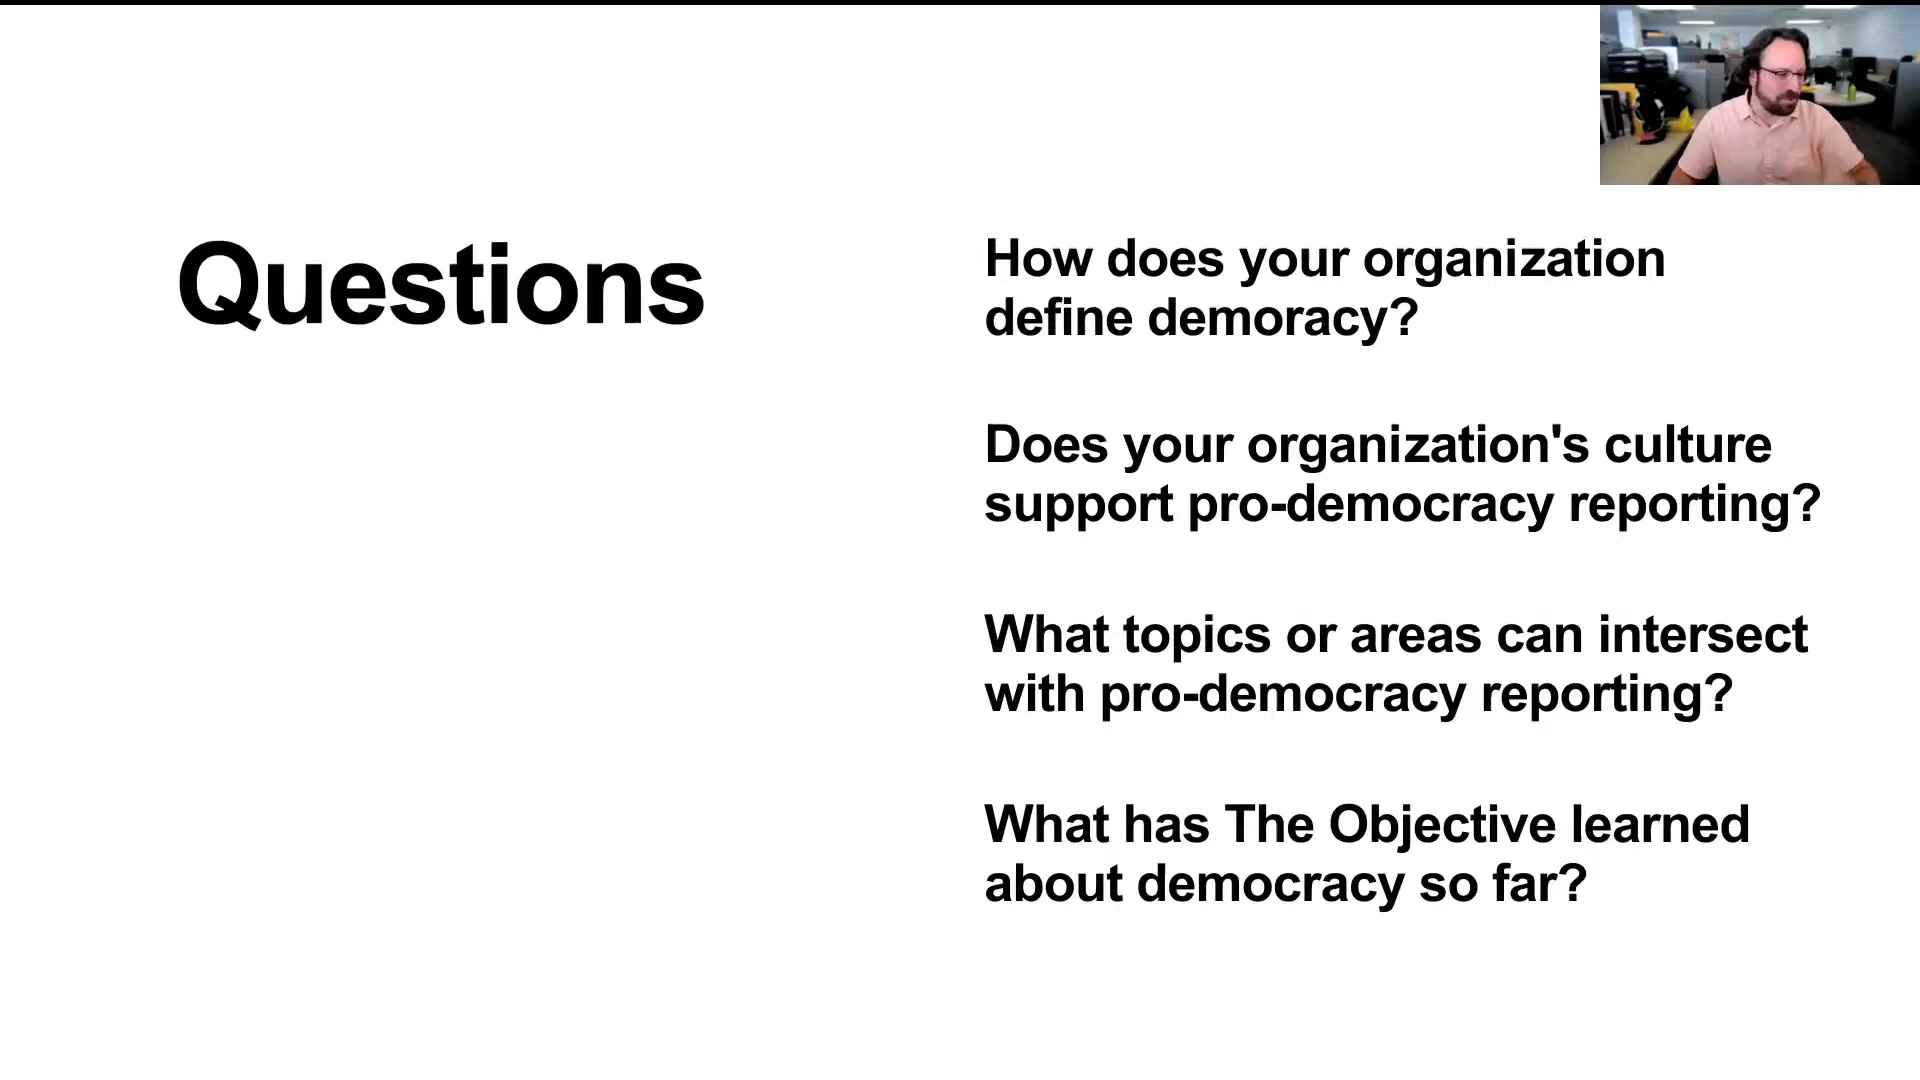 Questions
How does your organization
define demoracy?
Does your organization's culture
support pro-democracy reporting?
What topics or areas can intersect
with pro-democracy reporting?
What has The Objective learned
about democracy so far?